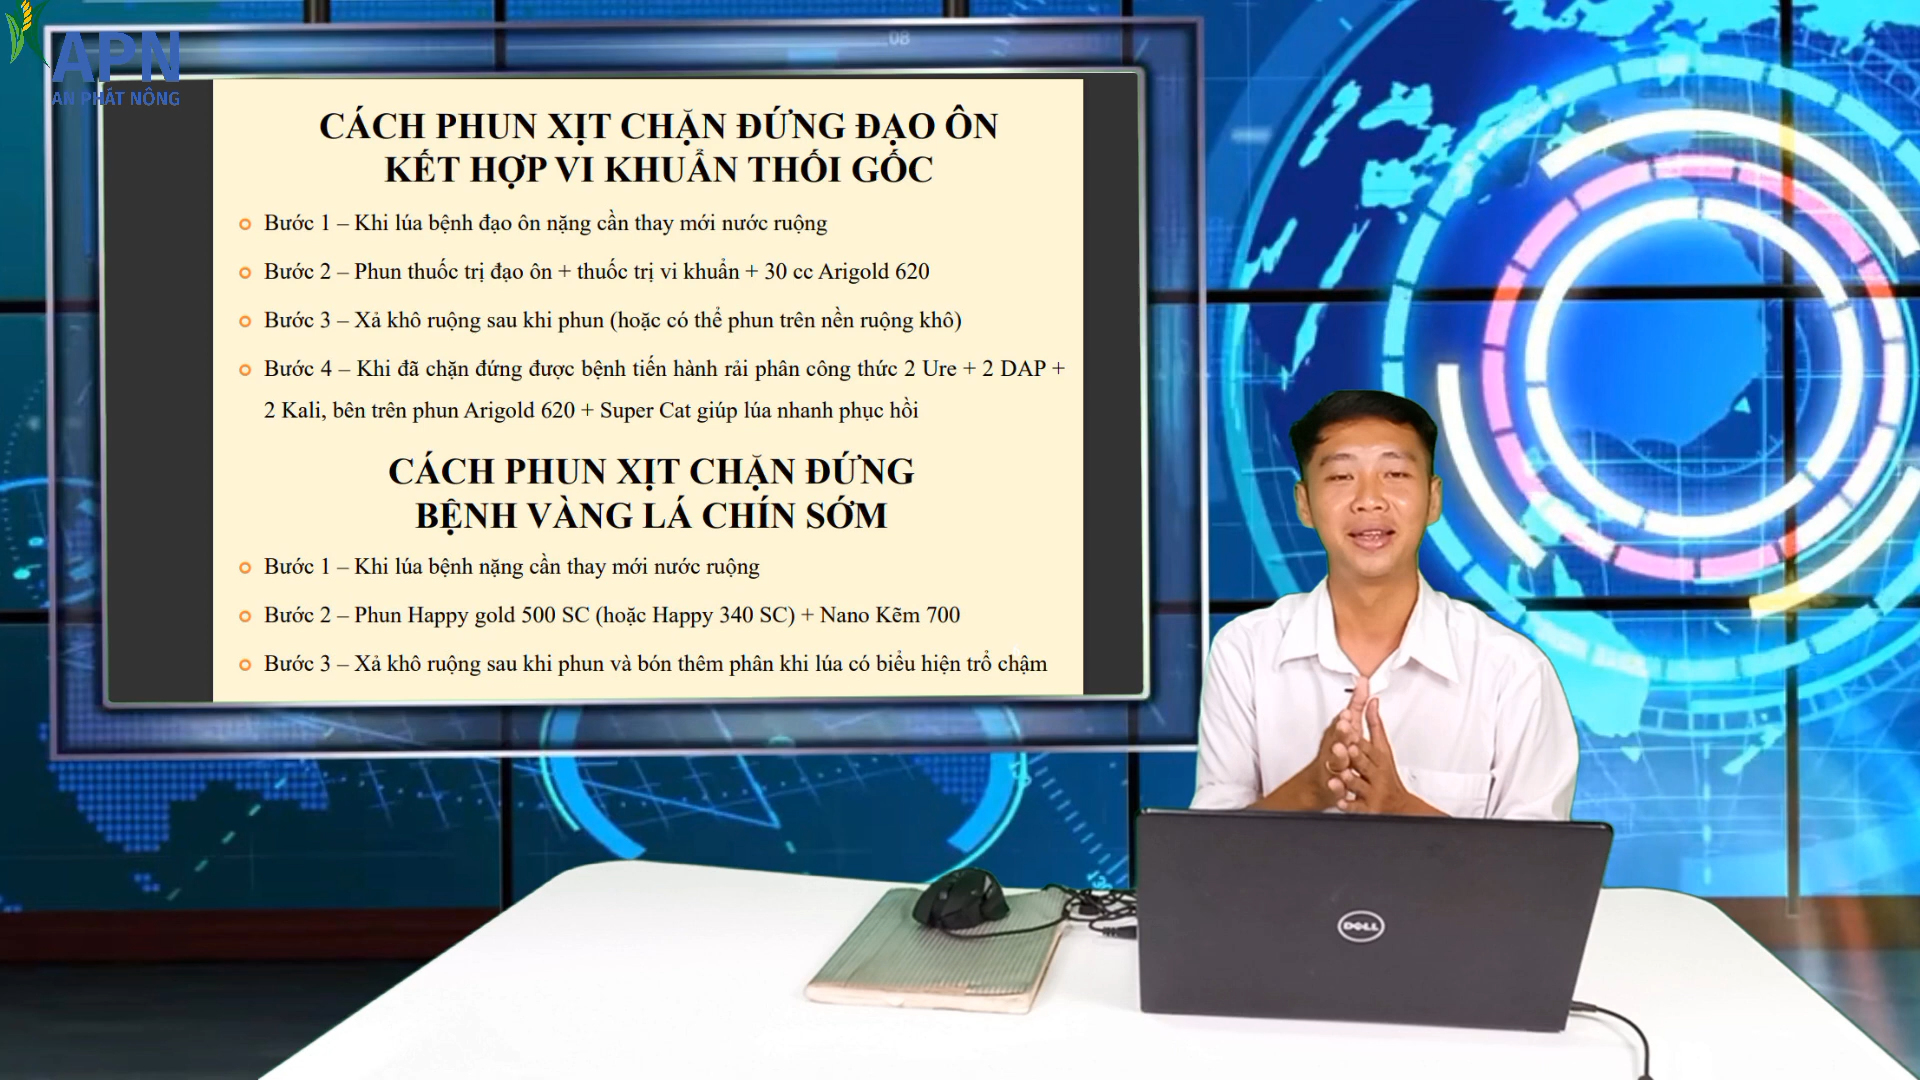 APN
AN PHÁT NÔNG
08
CÁCH PHUN XỊT CHẶN ĐỨNG ĐẠO ÔN
KẾT HỢP VI KHUẨN THỐI GỐC
Bước 1 – Khi lúa bệnh đạo ôn nặng cần thay mới nước ruộng
Bước 2 – Phun thuốc trị đạo ôn + thuốc trị vi khuẩn + 30 cc Arigold 620
Bước 3 – Xả khô ruộng sau khi phun (hoặc có thể phun trên nền ruộng khô)
Bước 4 – Khi đã chặn đứng được bệnh tiến hành rải phân công thức 2 Ure + 2 DAP +
2 Kali, bên trên phun Arigold 620 + Super Cat giúp lúa nhanh phục hồi
CÁCH PHUN XỊT CHẶN ĐỨNG
BỆNH VÀNG LÁ CHÍN SỚM
Bước 1 – Khi lúa bệnh nặng cần thay mới nước ruộng
Bước 2 – Phun Happy gold 500 SC (hoặc Happy 340 SC) + Nano Kẽm 700
Bước 3 – Xả khô ruộng sau khi phun và bón thêm phân khi lúa có biểu hiện trổ chậm
DELL